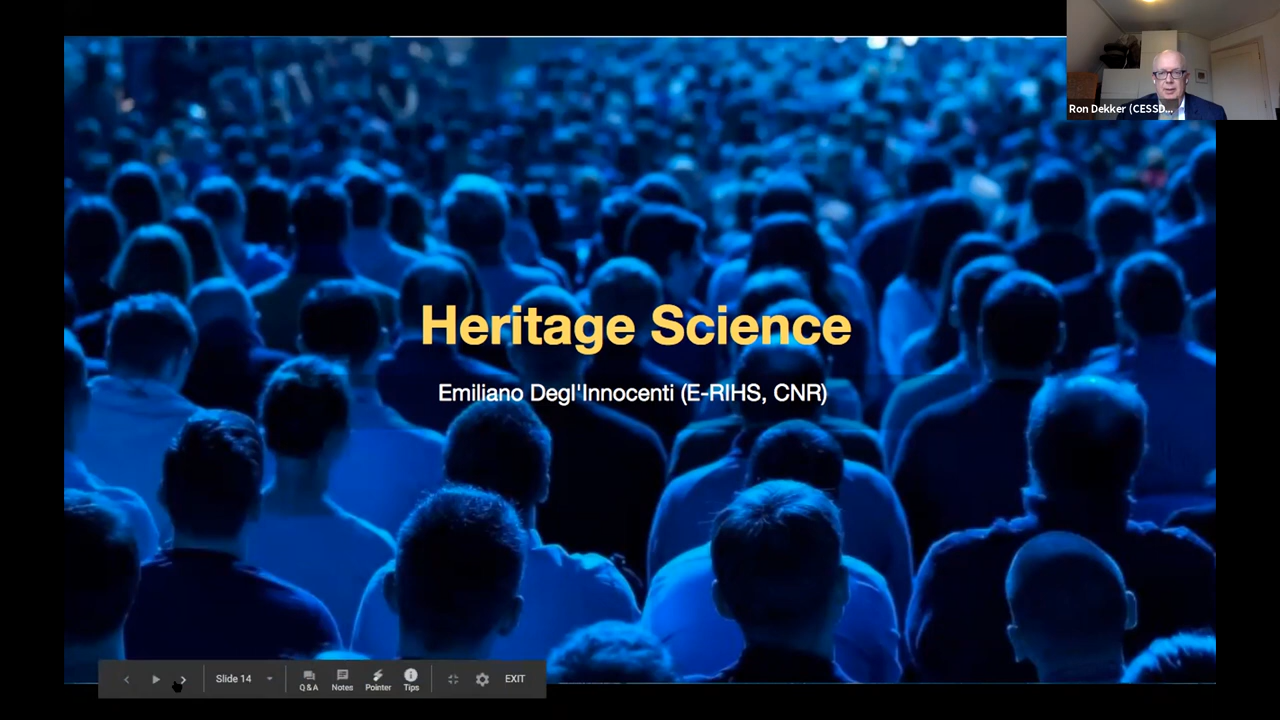 Ron Dekker (CESSD...
Heritage Science
Emiliano Degl'Innocenti (E-RIHS, CNR)
Slide 14
Q&A
Notes
Pointer
Tips
EXIT